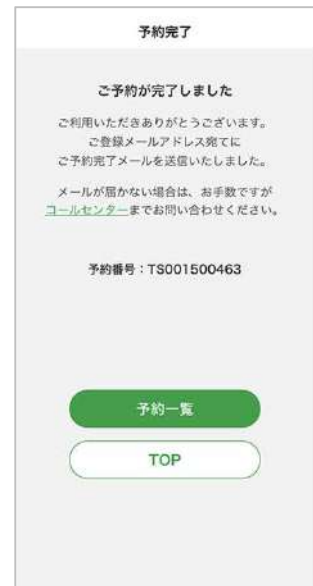 予約完了
ご予約が完了しました
ご利用いただきありがとうございます。
ご登録メールアドレス宛てに
ご予約完了メールを送信いたしました。
メールが届かない場合は、お手数ですが
コールセンターまでお問い合わせください。
予約番号：TS001500463
予約一覧
TOP